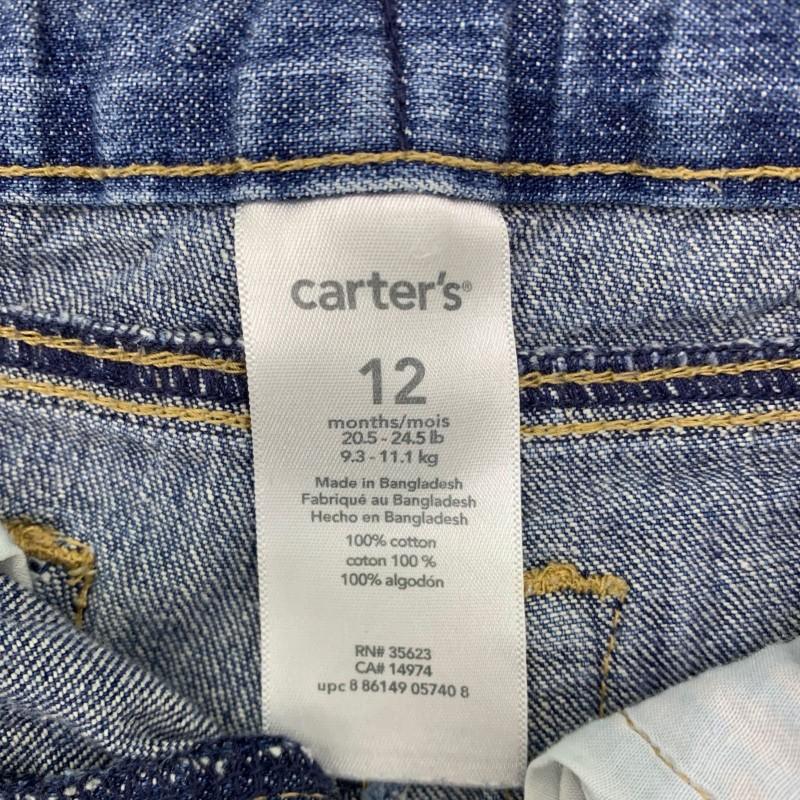 carter's®
12
months/mois
20.5 - 24.5 lb
9.3 - 11.1 kg
Made in Bangladesh
Fabriqué au Bangladesh
Hecho en Bangladesh
100% cotton
coton 100 %
100% algodón
RN# 35623
CA# 14974
upc 8 86149 05740 8